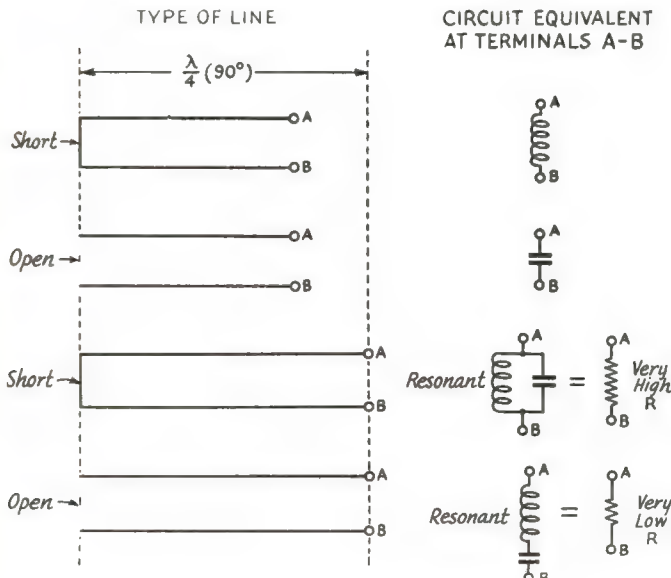 TYPE OF LINE
CIRCUIT EQUIVALENT
AT TERMINALS A-B
λ/4 (90°)
A
Short
B
A
B
A
Open
B
A
B
A
Short
B
Resonant
A
B
=
A
B
Very
High
R
A
Open
B
Resonant
A
B
=
A
B
Very
Low
R